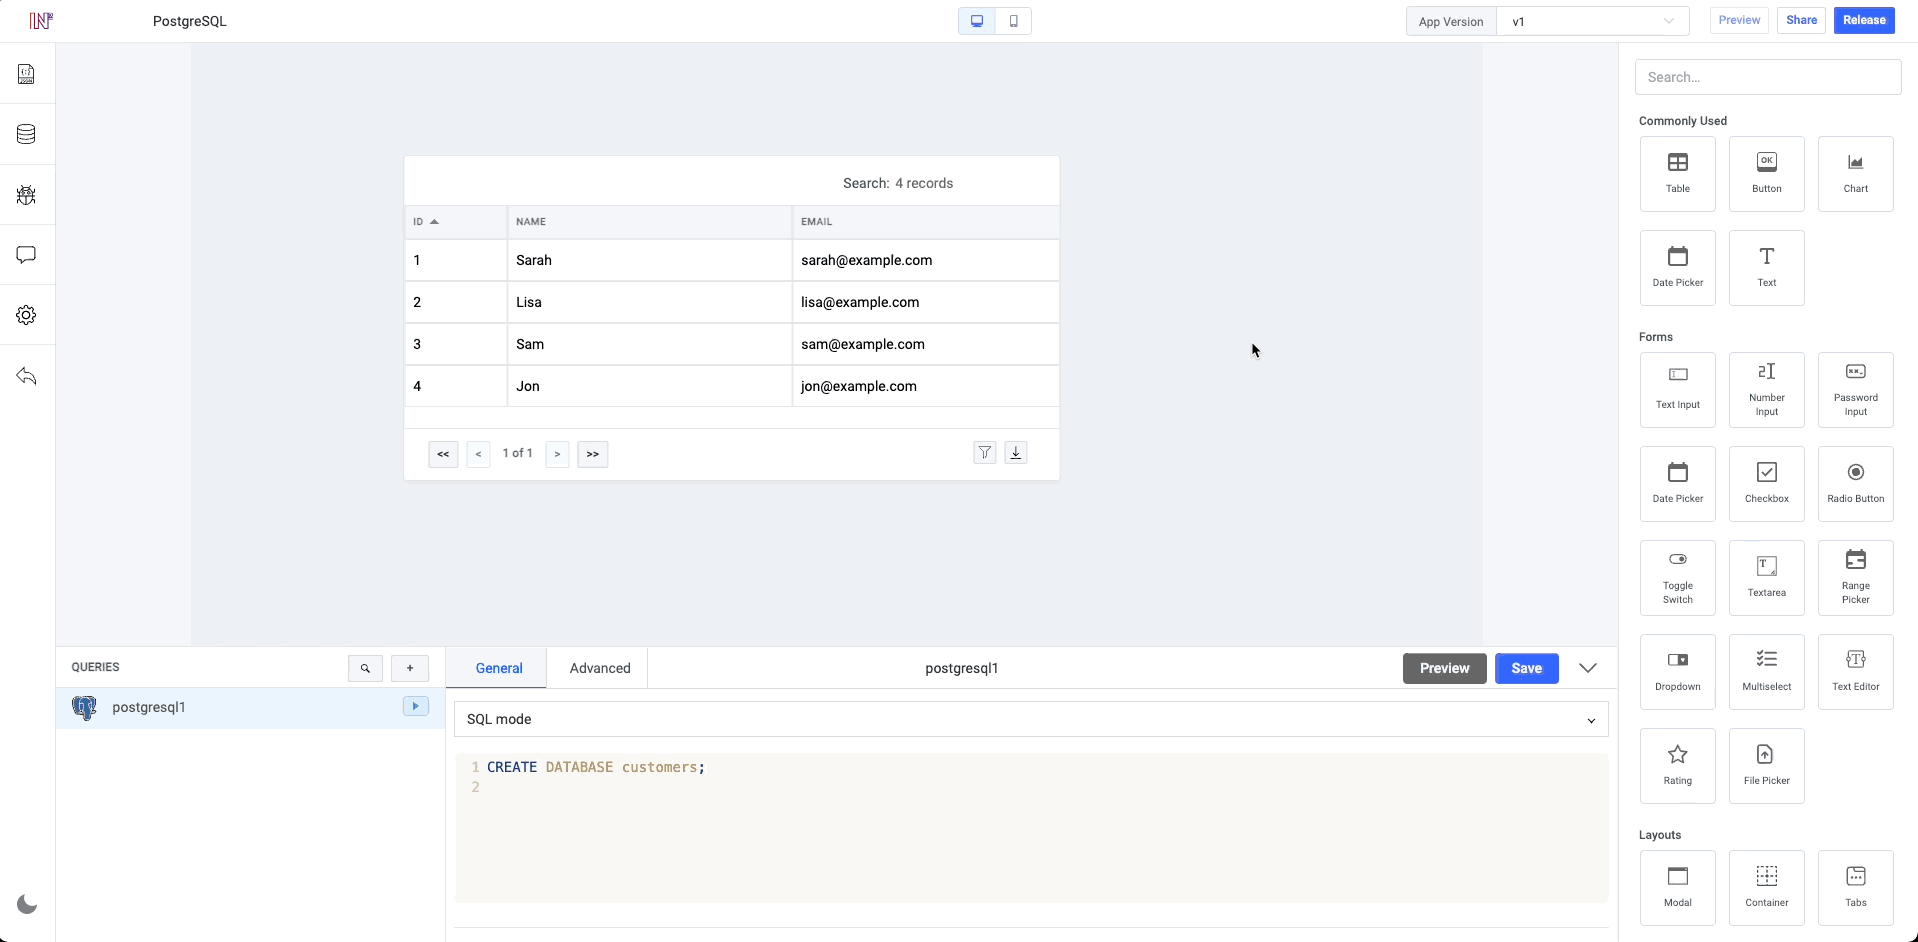 PostgreSQL
App Version
v1
Preview
Share
Release
Search...
Commonly Used
Table
Button
OK
Chart
Date Picker
Text
Forms
Text Input
Number
Input
Password
Input
Date Picker
Checkbox
Radio Button
Toggle
Switch
Textarea
Range
Picker
Dropdown
Multiselect
Text Editor
Rating
File Picker
Layouts
Modal
Container
Tabs
Search: 4 records
ID NAME EMAIL
1 Sarah sarah@example.com
2 Lisa lisa@example.com
3 Sam sam@example.com
4 Jon jon@example.com
<< < 1 of 1 > >>
QUERIES
+
postgresql1
General
Advanced
postgresql1
Preview
Save
SQL mode
1 CREATE DATABASE customers;
2